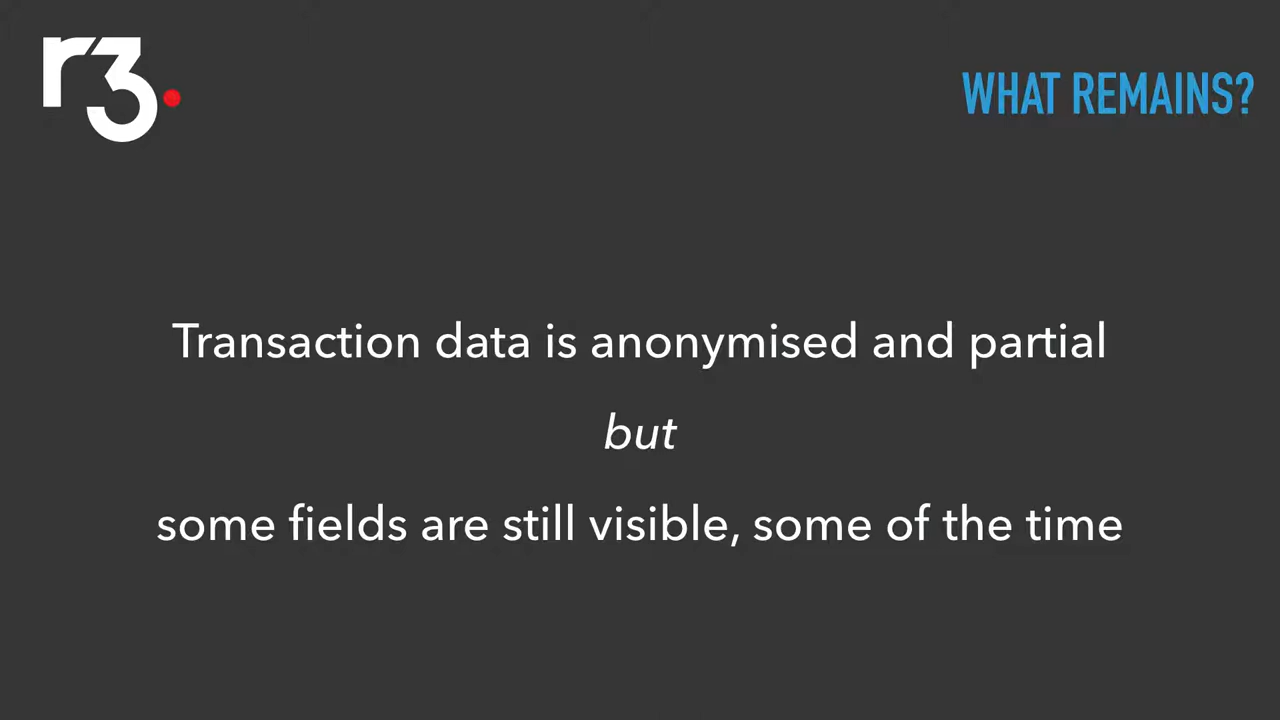 r3.
WHAT REMAINS?
Transaction data is anonymised and partial
but
some fields are still visible, some of the time